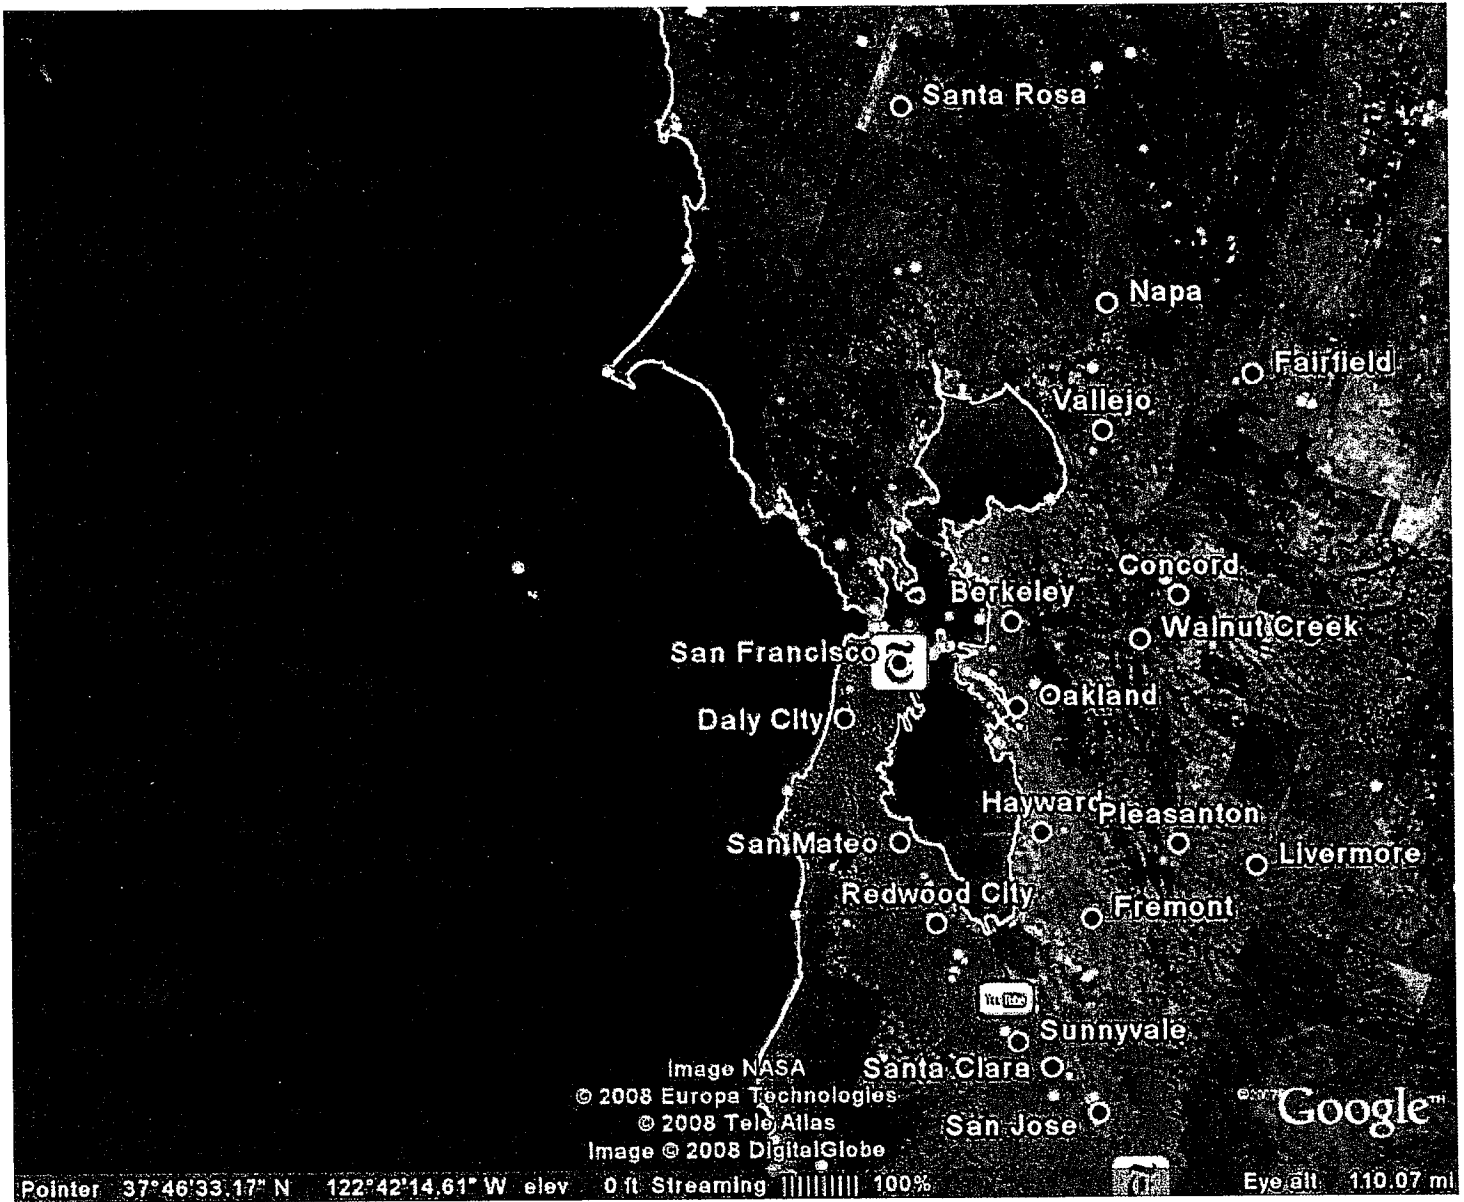 Santa Rosa
Napa
Fairfield
Vallejo
Concord
Berkeley
Walnut Creek
San Francisco
Oakland
Daly City
Hayward
Pleasanton
San Mateo
Livermore
Redwood City
Fremont
You Tube
Sunnyvale
Image NASA
Santa Clara
© 2008 Europa Technologies
© 2008 Tele Atlas
Google™
San Jose
Image © 2008 DigitalGlobe
Pointer 37°46'33.17" N 122°42'14.61" W elev 0 ft Streaming |||||||||| 100% Eye alt 110.07 mi